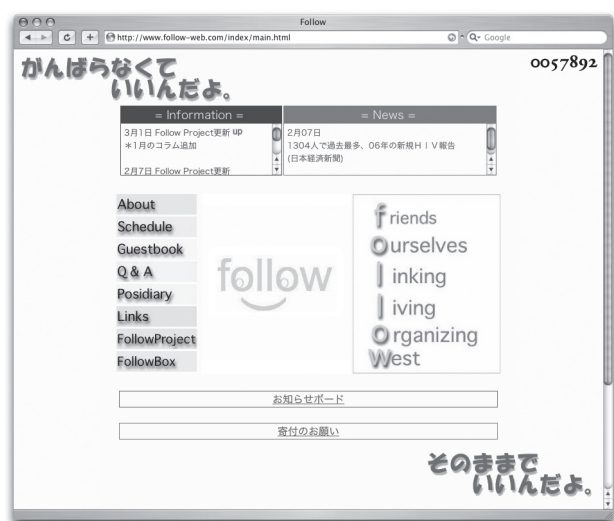 Follow
http://www.follow-web.com/index/main.html
Google
がんばらなくて
いいんだよ。
0057892
= Information =
3月1日 Follow Project更新 up
*1月のコラム追加
2月7日 Follow Project更新
= News =
2月07日
1304人で過去最多、06年の新規HIV報告
(日本経済新聞)
About
Schedule
Guestbook
Q & A
Posidiary
Links
FollowProject
FollowBox
follow
friends
Ourselves
linking
living
Organizing
West
お知らせボード
寄付のお願い
そのままで
いいんだよ。